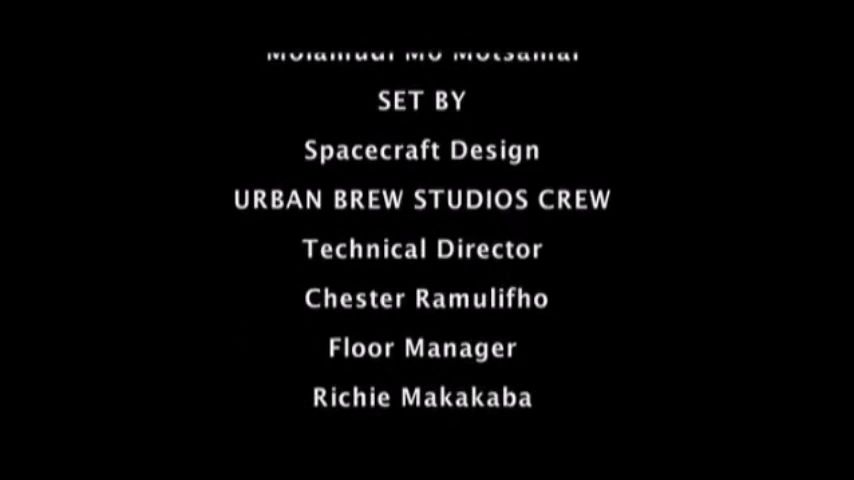 SET BY
Spacecraft Design
URBAN BREW STUDIOS CREW
Technical Director
Chester Ramulifho
Floor Manager
Richie Makakaba